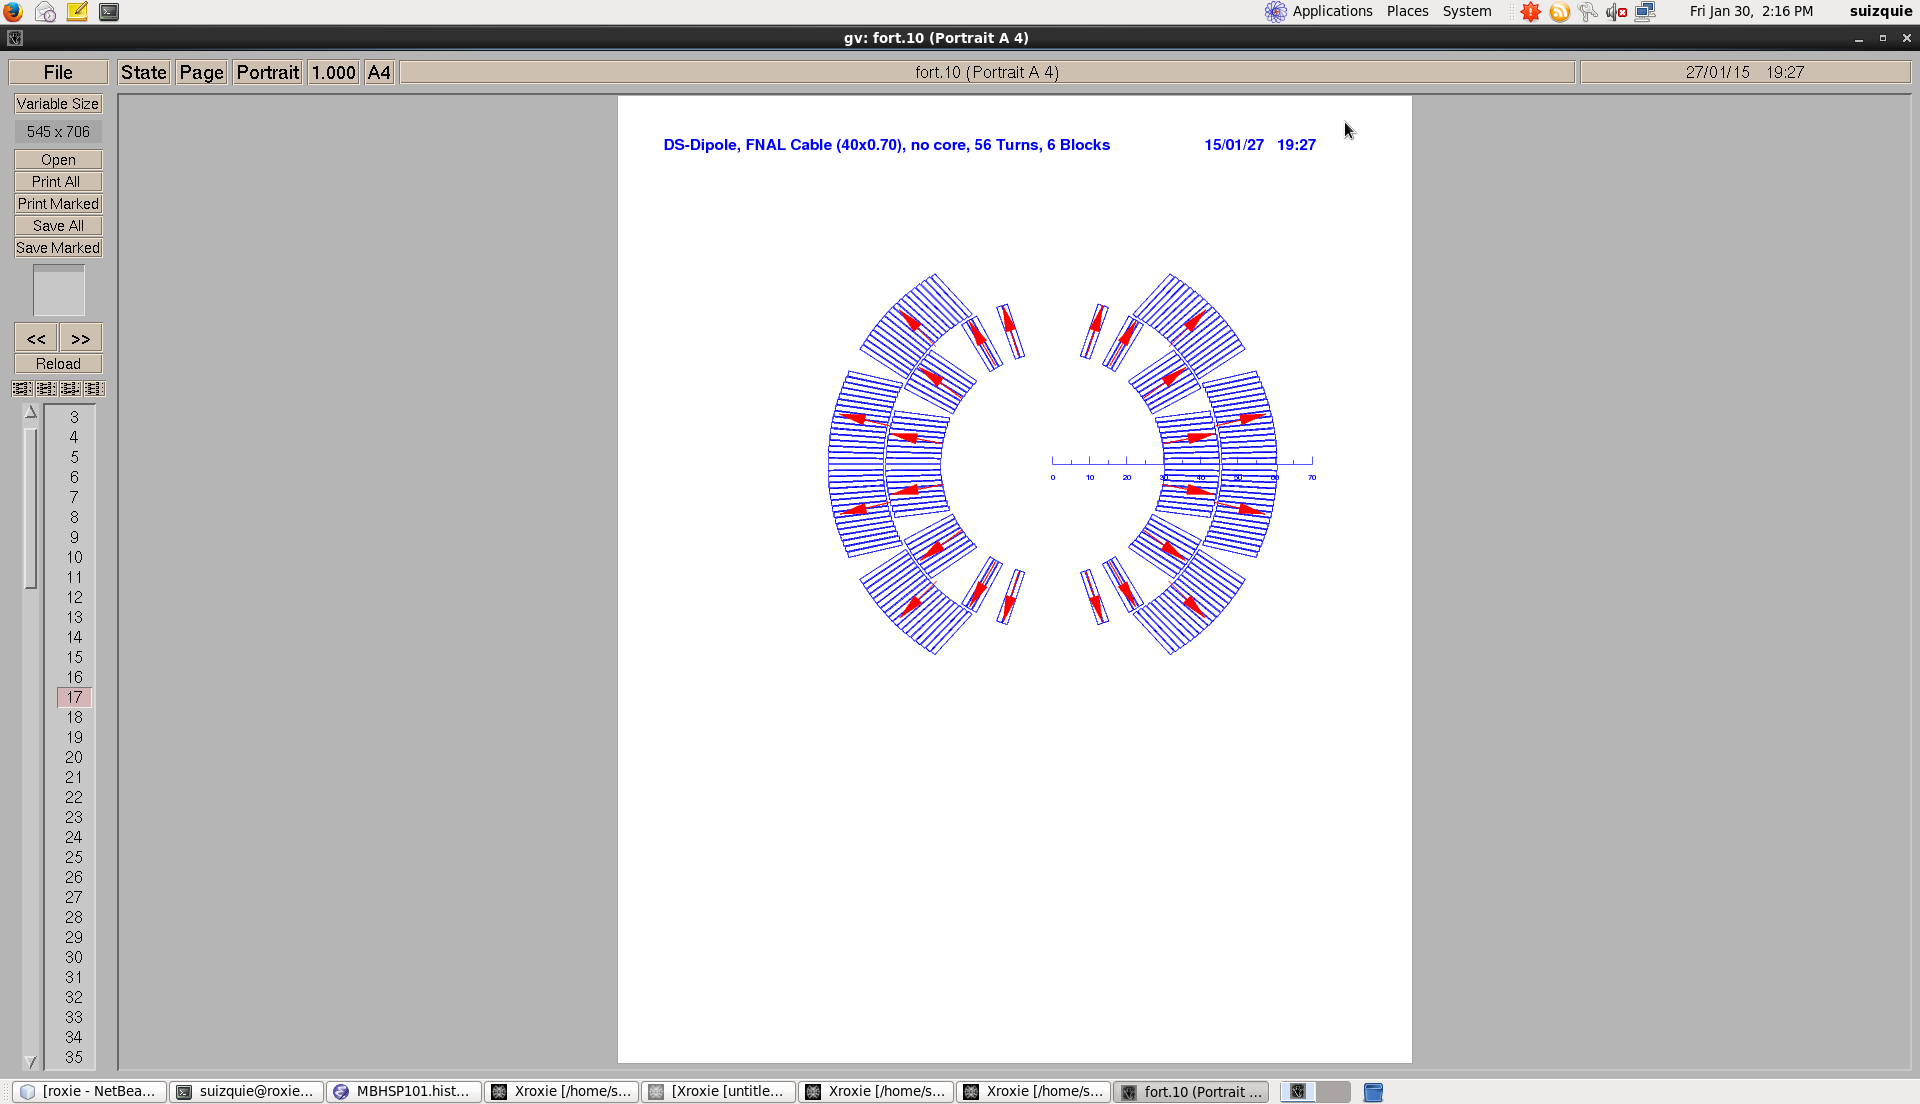 Applications Places System Fri Jan 30, 2:16 PM suizquie
gv: fort.10 (Portrait A 4)
File State Page Portrait 1.000 A4 fort.10 (Portrait A 4) 27/01/15 19:27
Variable Size
545 x 706
Open
Print All
Print Marked
Save All
Save Marked
<< >>
Reload
3
4
5
6
7
8
9
10
11
12
13
14
15
16
17
18
19
20
21
22
23
24
25
26
27
28
29
30
31
32
33
34
35
DS-Dipole, FNAL Cable (40x0.70), no core, 56 Turns, 6 Blocks 15/01/27 19:27
0 10 20 30 40 50 60 70
[roxie - NetBea... suizquie@roxie... MBHSP101.hist... Xroxie [/home/s... [Xroxie [untitle... Xroxie [/home/s... Xroxie [/home/s... fort.10 (Portrait ...